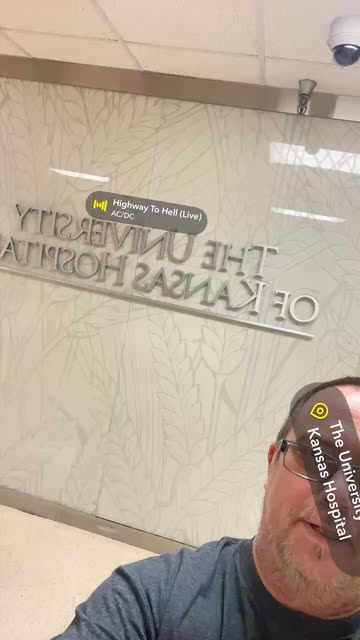 Highway To Hell (Live)
AC/DC
THE UNIVERSITY
OF KANSAS HOSPITA
The University
Kansas Hospital